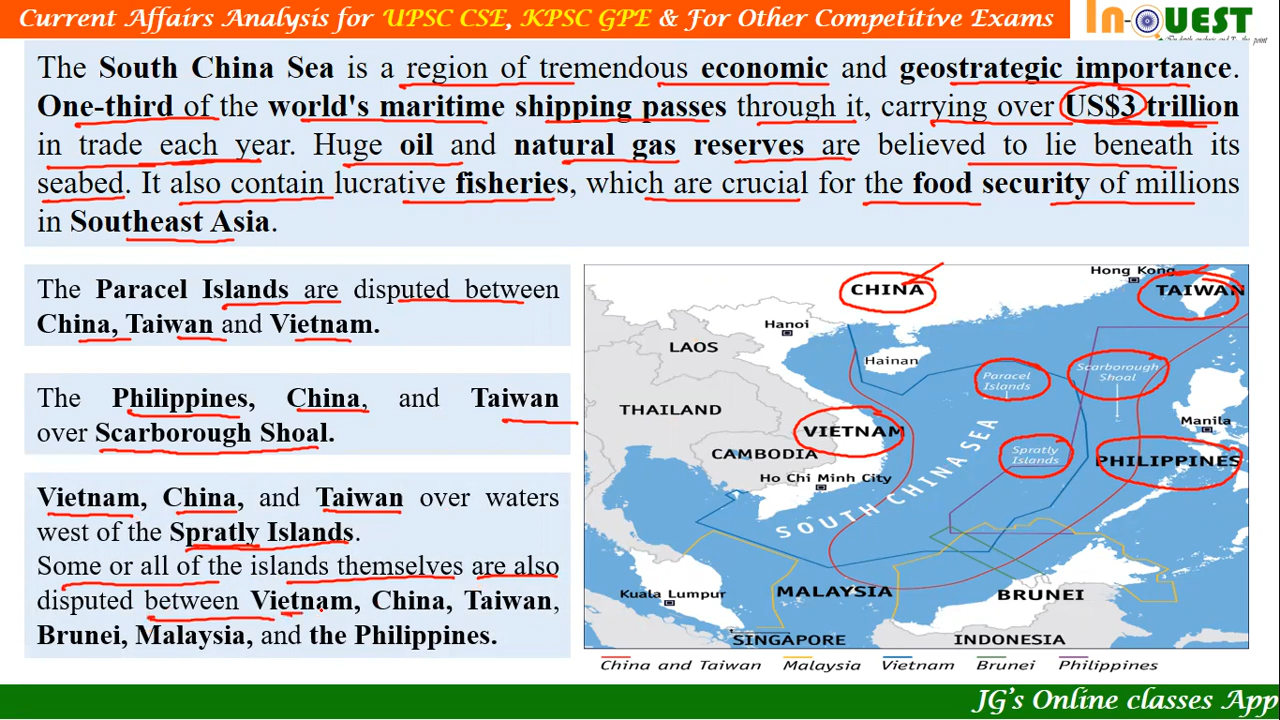 Current Affairs Analysis for UPSC CSE, KPSC GPE & For Other Competitive Exams
In-QUEST
The South China Sea is a region of tremendous economic and geostrategic importance.
One-third of the world's maritime shipping passes through it, carrying over US$3 trillion
in trade each year. Huge oil and natural gas reserves are believed to lie beneath its
seabed. It also contain lucrative fisheries, which are crucial for the food security of millions
in Southeast Asia.
The Paracel Islands are disputed between
China, Taiwan and Vietnam.
The Philippines, China, and Taiwan
over Scarborough Shoal.
Vietnam, China, and Taiwan over waters
west of the Spratly Islands.
Some or all of the islands themselves are also
disputed between Vietnam, China, Taiwan,
Brunei, Malaysia, and the Philippines.
Hong Kong
CHINA
TAIWAN
Hanoi
LAOS
Hainan
Paracel
Islands
Scarborough
Shoal
THAILAND
VIETNAM
Manila
CAMBODIA
Spratly
Islands
PHILIPPINES
Ho Chi Minh City
SOUTH CHINA SEA
Kuala Lumpur
MALAYSIA
BRUNEI
SINGAPORE
INDONESIA
China and Taiwan Malaysia Vietnam Brunei Philippines
JG's Online classes App